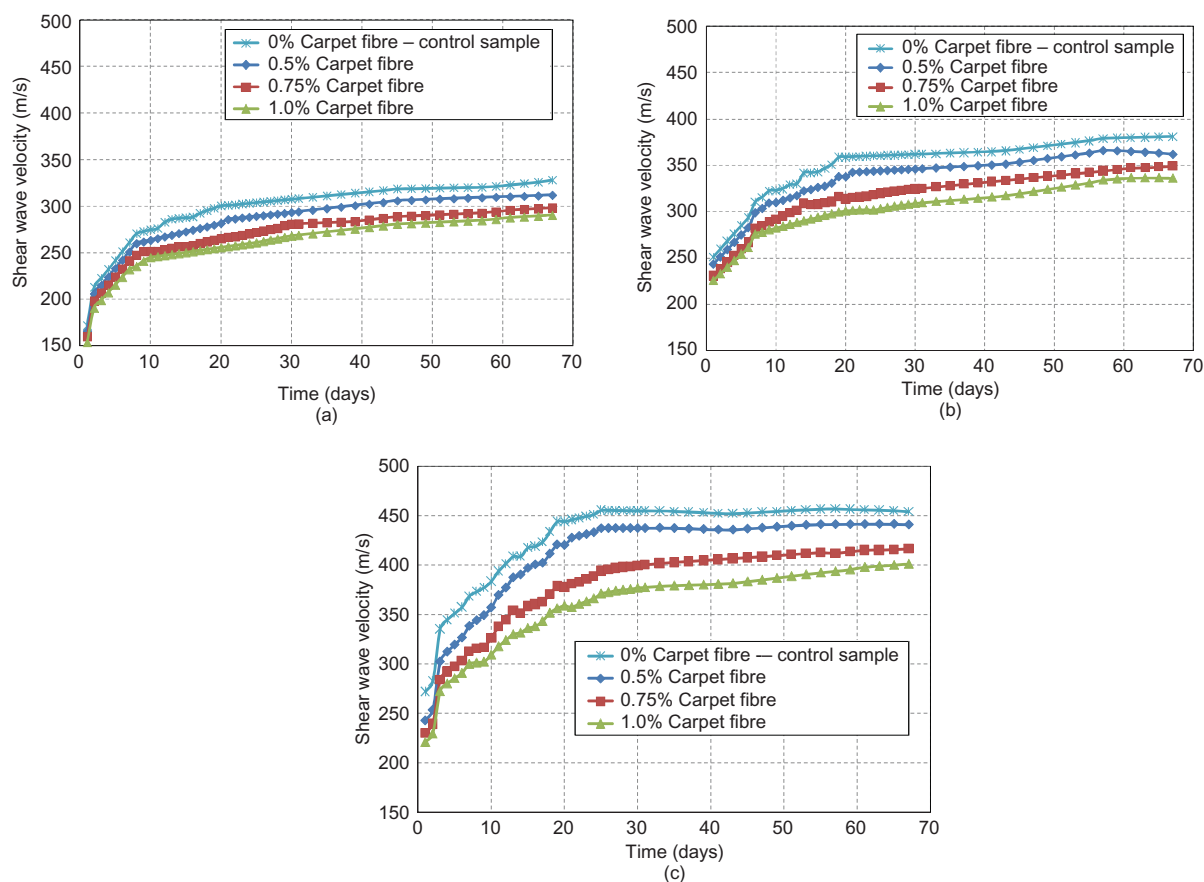 500
450
400
350
300
250
200
150
Shear wave velocity (m/s)
0% Carpet fibre – control sample
0.5% Carpet fibre
0.75% Carpet fibre
1.0% Carpet fibre
0 10 20 30 40 50 60 70
Time (days)
(a)
500
450
400
350
300
250
200
150
Shear wave velocity (m/s)
0% Carpet fibre – control sample
0.5% Carpet fibre
0.75% Carpet fibre
1.0% Carpet fibre
0 10 20 30 40 50 60 70
Time (days)
(b)
500
450
400
350
300
250
200
150
Shear wave velocity (m/s)
0% Carpet fibre — control sample
0.5% Carpet fibre
0.75% Carpet fibre
1.0% Carpet fibre
0 10 20 30 40 50 60 70
Time (days)
(c)